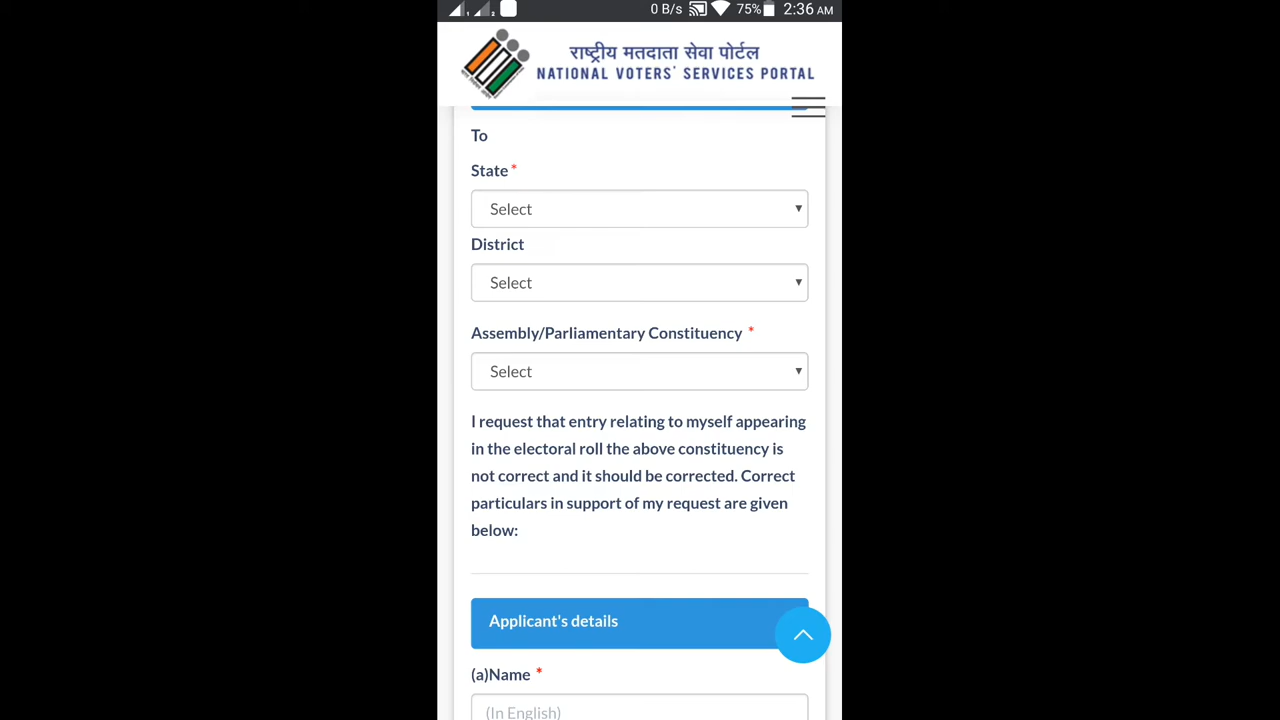 0 B/s 75% 2:36 AM
राष्ट्रीय मतदाता सेवा पोर्टल
NATIONAL VOTERS' SERVICES PORTAL
To
State *
Select
District
Select
Assembly/Parliamentary Constituency *
Select
I request that entry relating to myself appearing
in the electoral roll the above constituency is
not correct and it should be corrected. Correct
particulars in support of my request are given
below:
Applicant's details
(a)Name *
(In English)